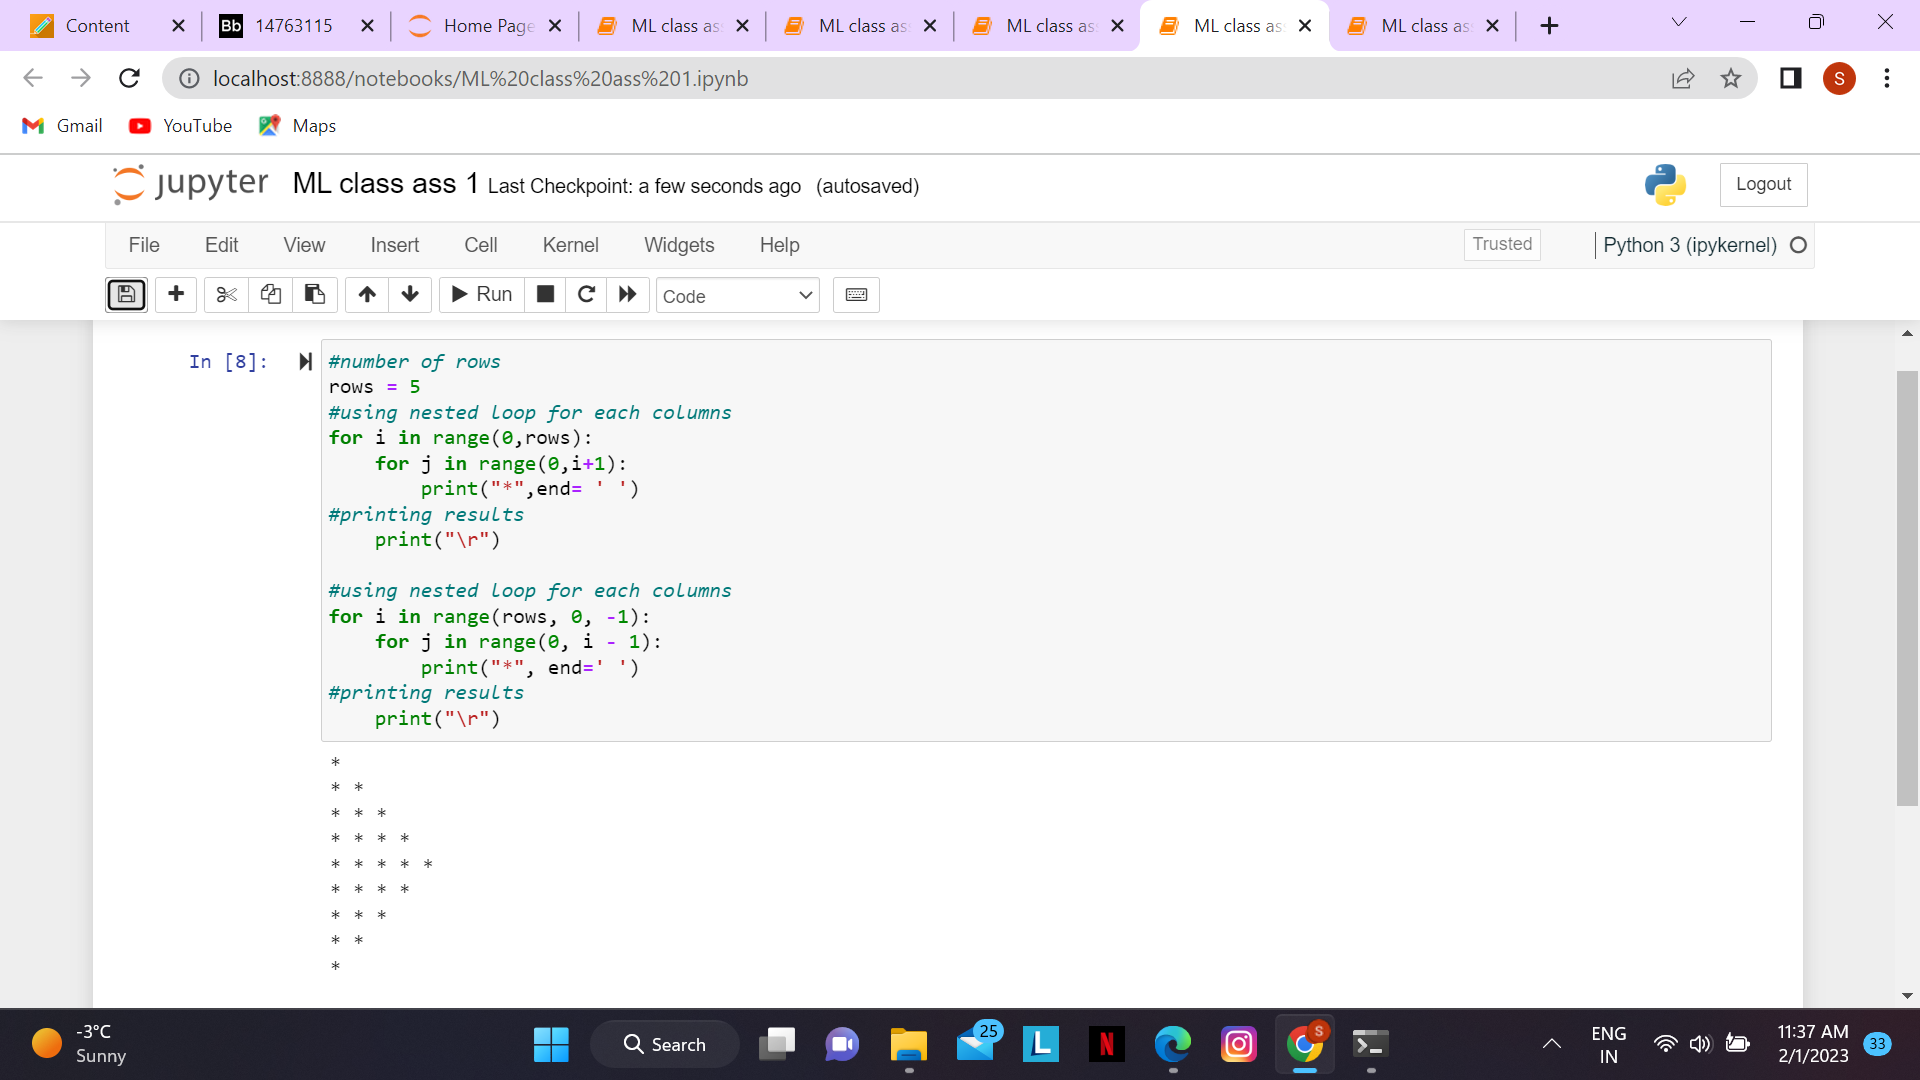 Content
Bb 14763115
Home Page
ML class as
ML class as
ML class as
ML class as
ML class as
localhost:8888/notebooks/ML%20class%20ass%201.ipynb
S
Gmail YouTube Maps
jupyter ML class ass 1 Last Checkpoint: a few seconds ago (autosaved)
Logout
File Edit View Insert Cell Kernel Widgets Help
Trusted
Python 3 (ipykernel)
Run
Code
In [8]:
#number of rows
rows = 5
#using nested loop for each columns
for i in range(0,rows):
    for j in range(0,i+1):
        print("*",end= ' ')
#printing results
    print("\r")

#using nested loop for each columns
for i in range(rows, 0, -1):
    for j in range(0, i - 1):
        print("*", end=' ')
#printing results
    print("\r")
*
* *
* * *
* * * *
* * * * *
* * * *
* * *
* *
*
-3°C
Sunny
Search
25
L
N
S
ENG
IN
11:37 AM
2/1/2023
33